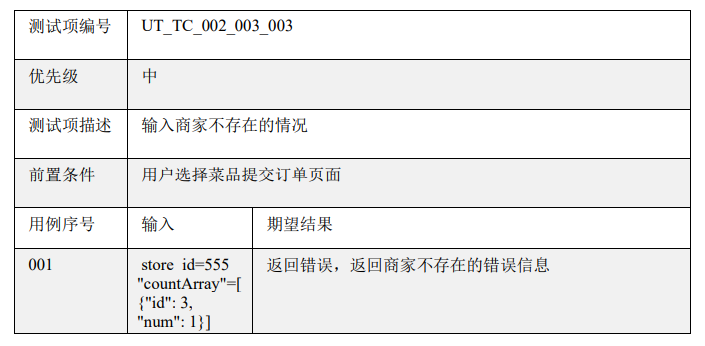 测试项编号 UT_TC_002_003_003
优先级 中
测试项描述 输入商家不存在的情况
前置条件 用户选择菜品提交订单页面
用例序号 输入 期望结果
001 store id=555 返回错误，返回商家不存在的错误信息
"countArray"=[
{"id": 3,
"num": 1}]